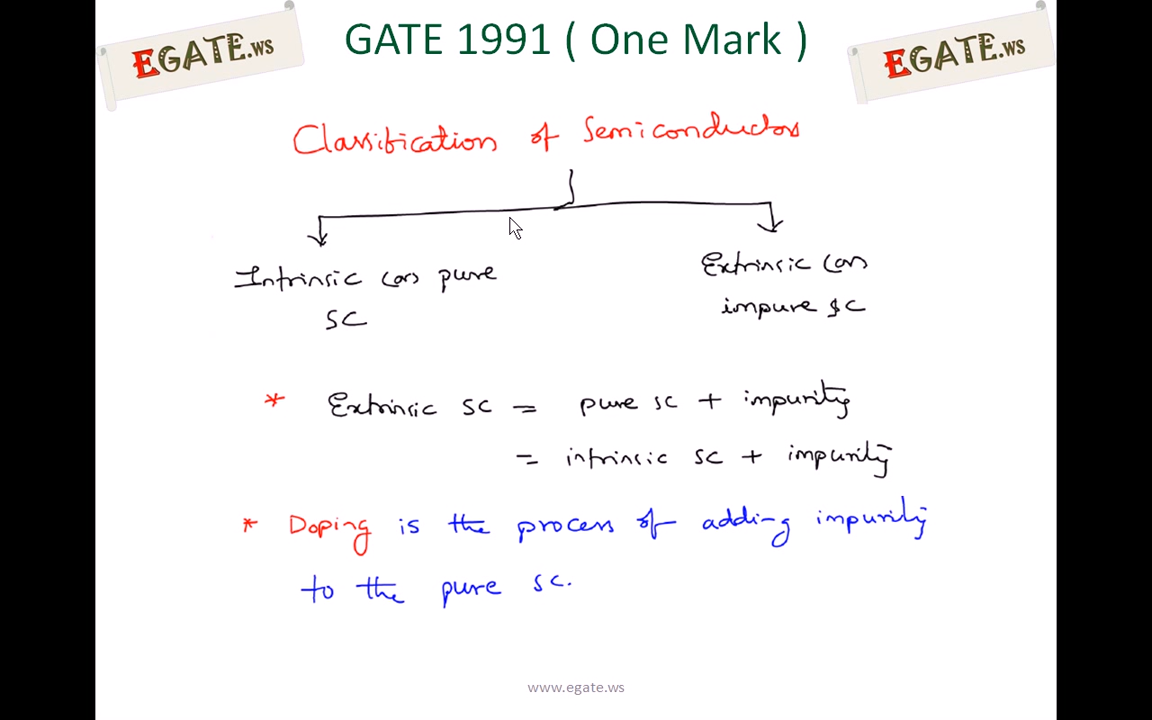 EGATE.ws
GATE 1991 ( One Mark )
EGATE.ws
Classification of Semiconductors
Intrinsic (or) pure
SC
Extrinsic (or)
impure SC
* Extrinsic SC = pure SC + impurity
= intrinsic SC + impurity
* Doping is the process of adding impurity
to the pure SC.
www.egate.ws